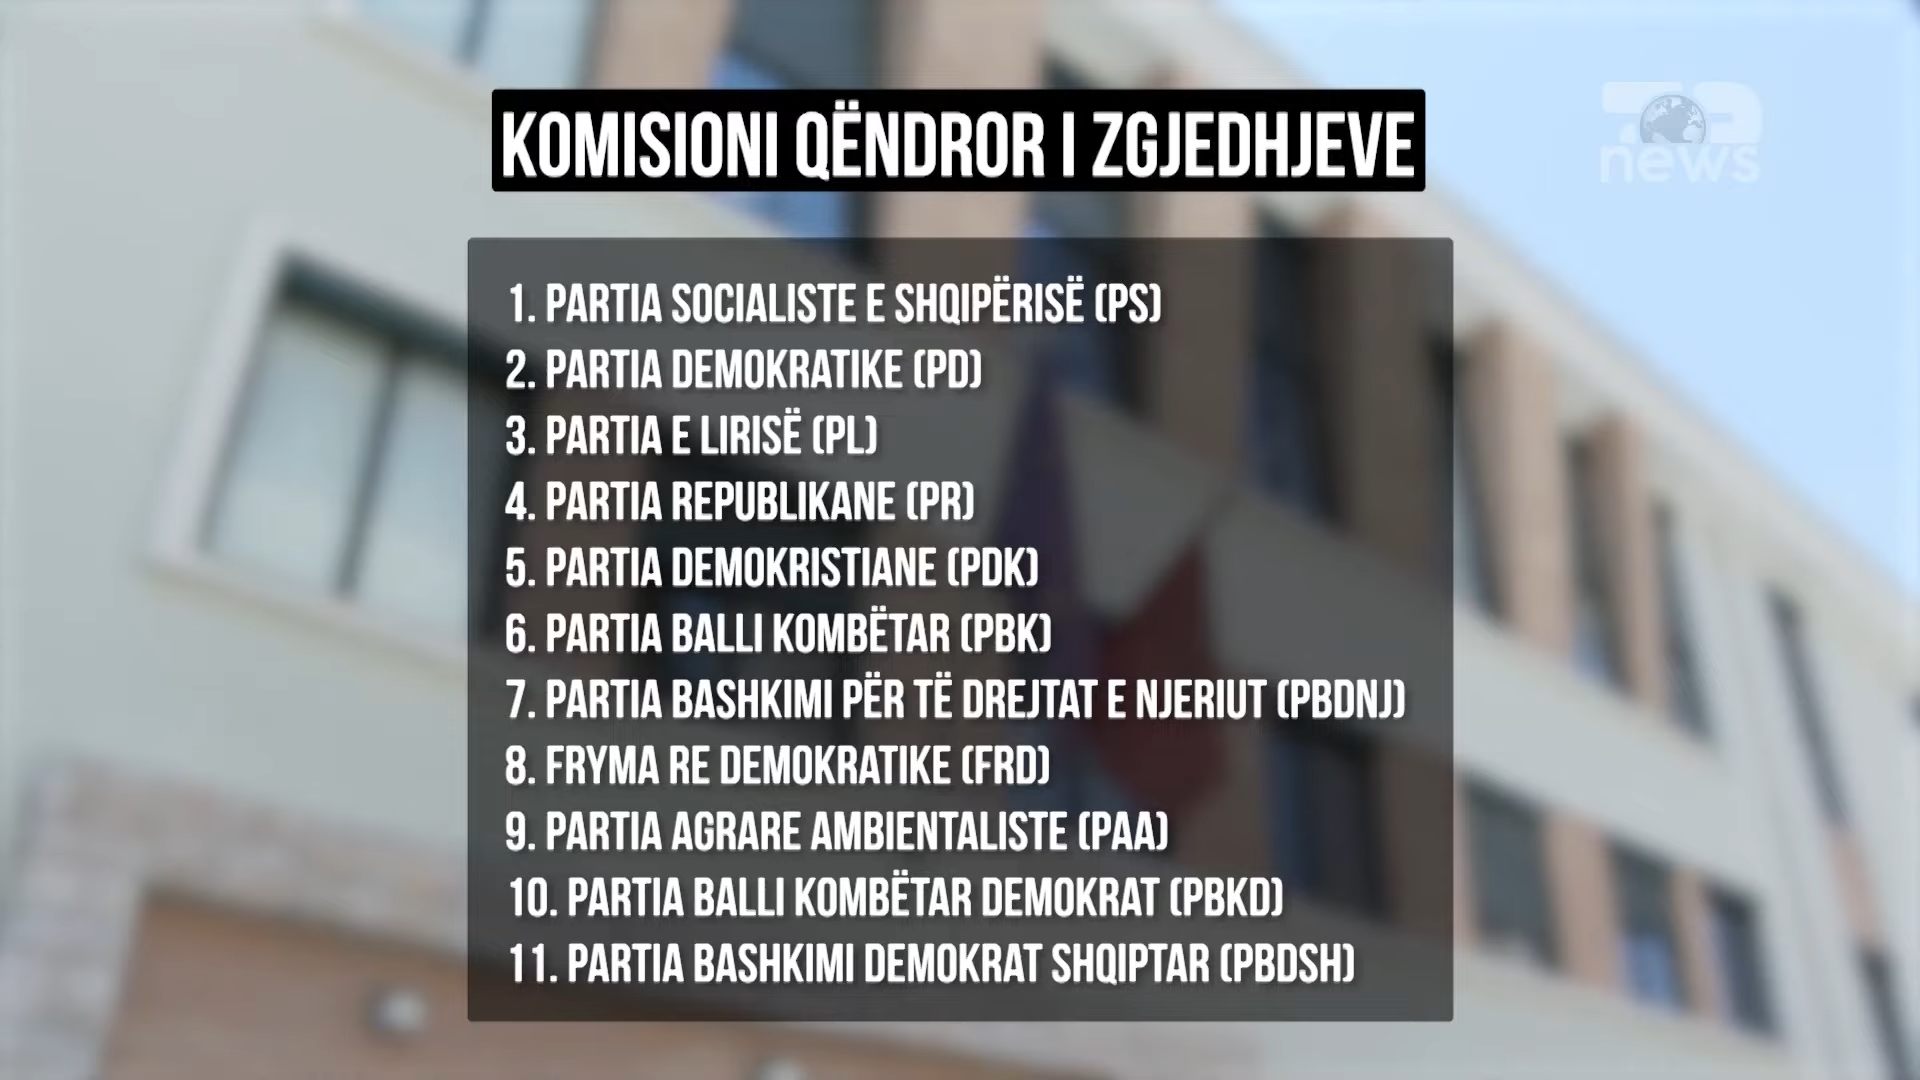 KOMISIONI QËNDROR I ZGJEDHJEVE
news
1. PARTIA SOCIALISTE E SHQIPËRISË (PS)
2. PARTIA DEMOKRATIKE (PD)
3. PARTIA E LIRISË (PL)
4. PARTIA REPUBLIKANE (PR)
5. PARTIA DEMOKRISTIANE (PDK)
6. PARTIA BALLI KOMBËTAR (PBK)
7. PARTIA BASHKIMI PËR TË DREJTAT E NJERIUT (PBDNJ)
8. FRYMA RE DEMOKRATIKE (FRD)
9. PARTIA AGRARE AMBIENTALISTE (PAA)
10. PARTIA BALLI KOMBËTAR DEMOKRAT (PBKD)
11. PARTIA BASHKIMI DEMOKRAT SHQIPTAR (PBDSH)